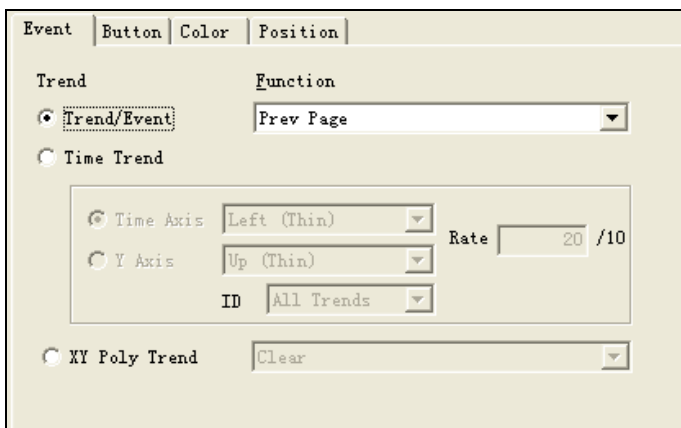 Event Button Color Position
Trend Function
Trend/Event Prev Page
Time Trend
Time Axis Left (Thin)
Rate 20 /10
Y Axis Up (Thin)
ID All Trends
XY Poly Trend Clear